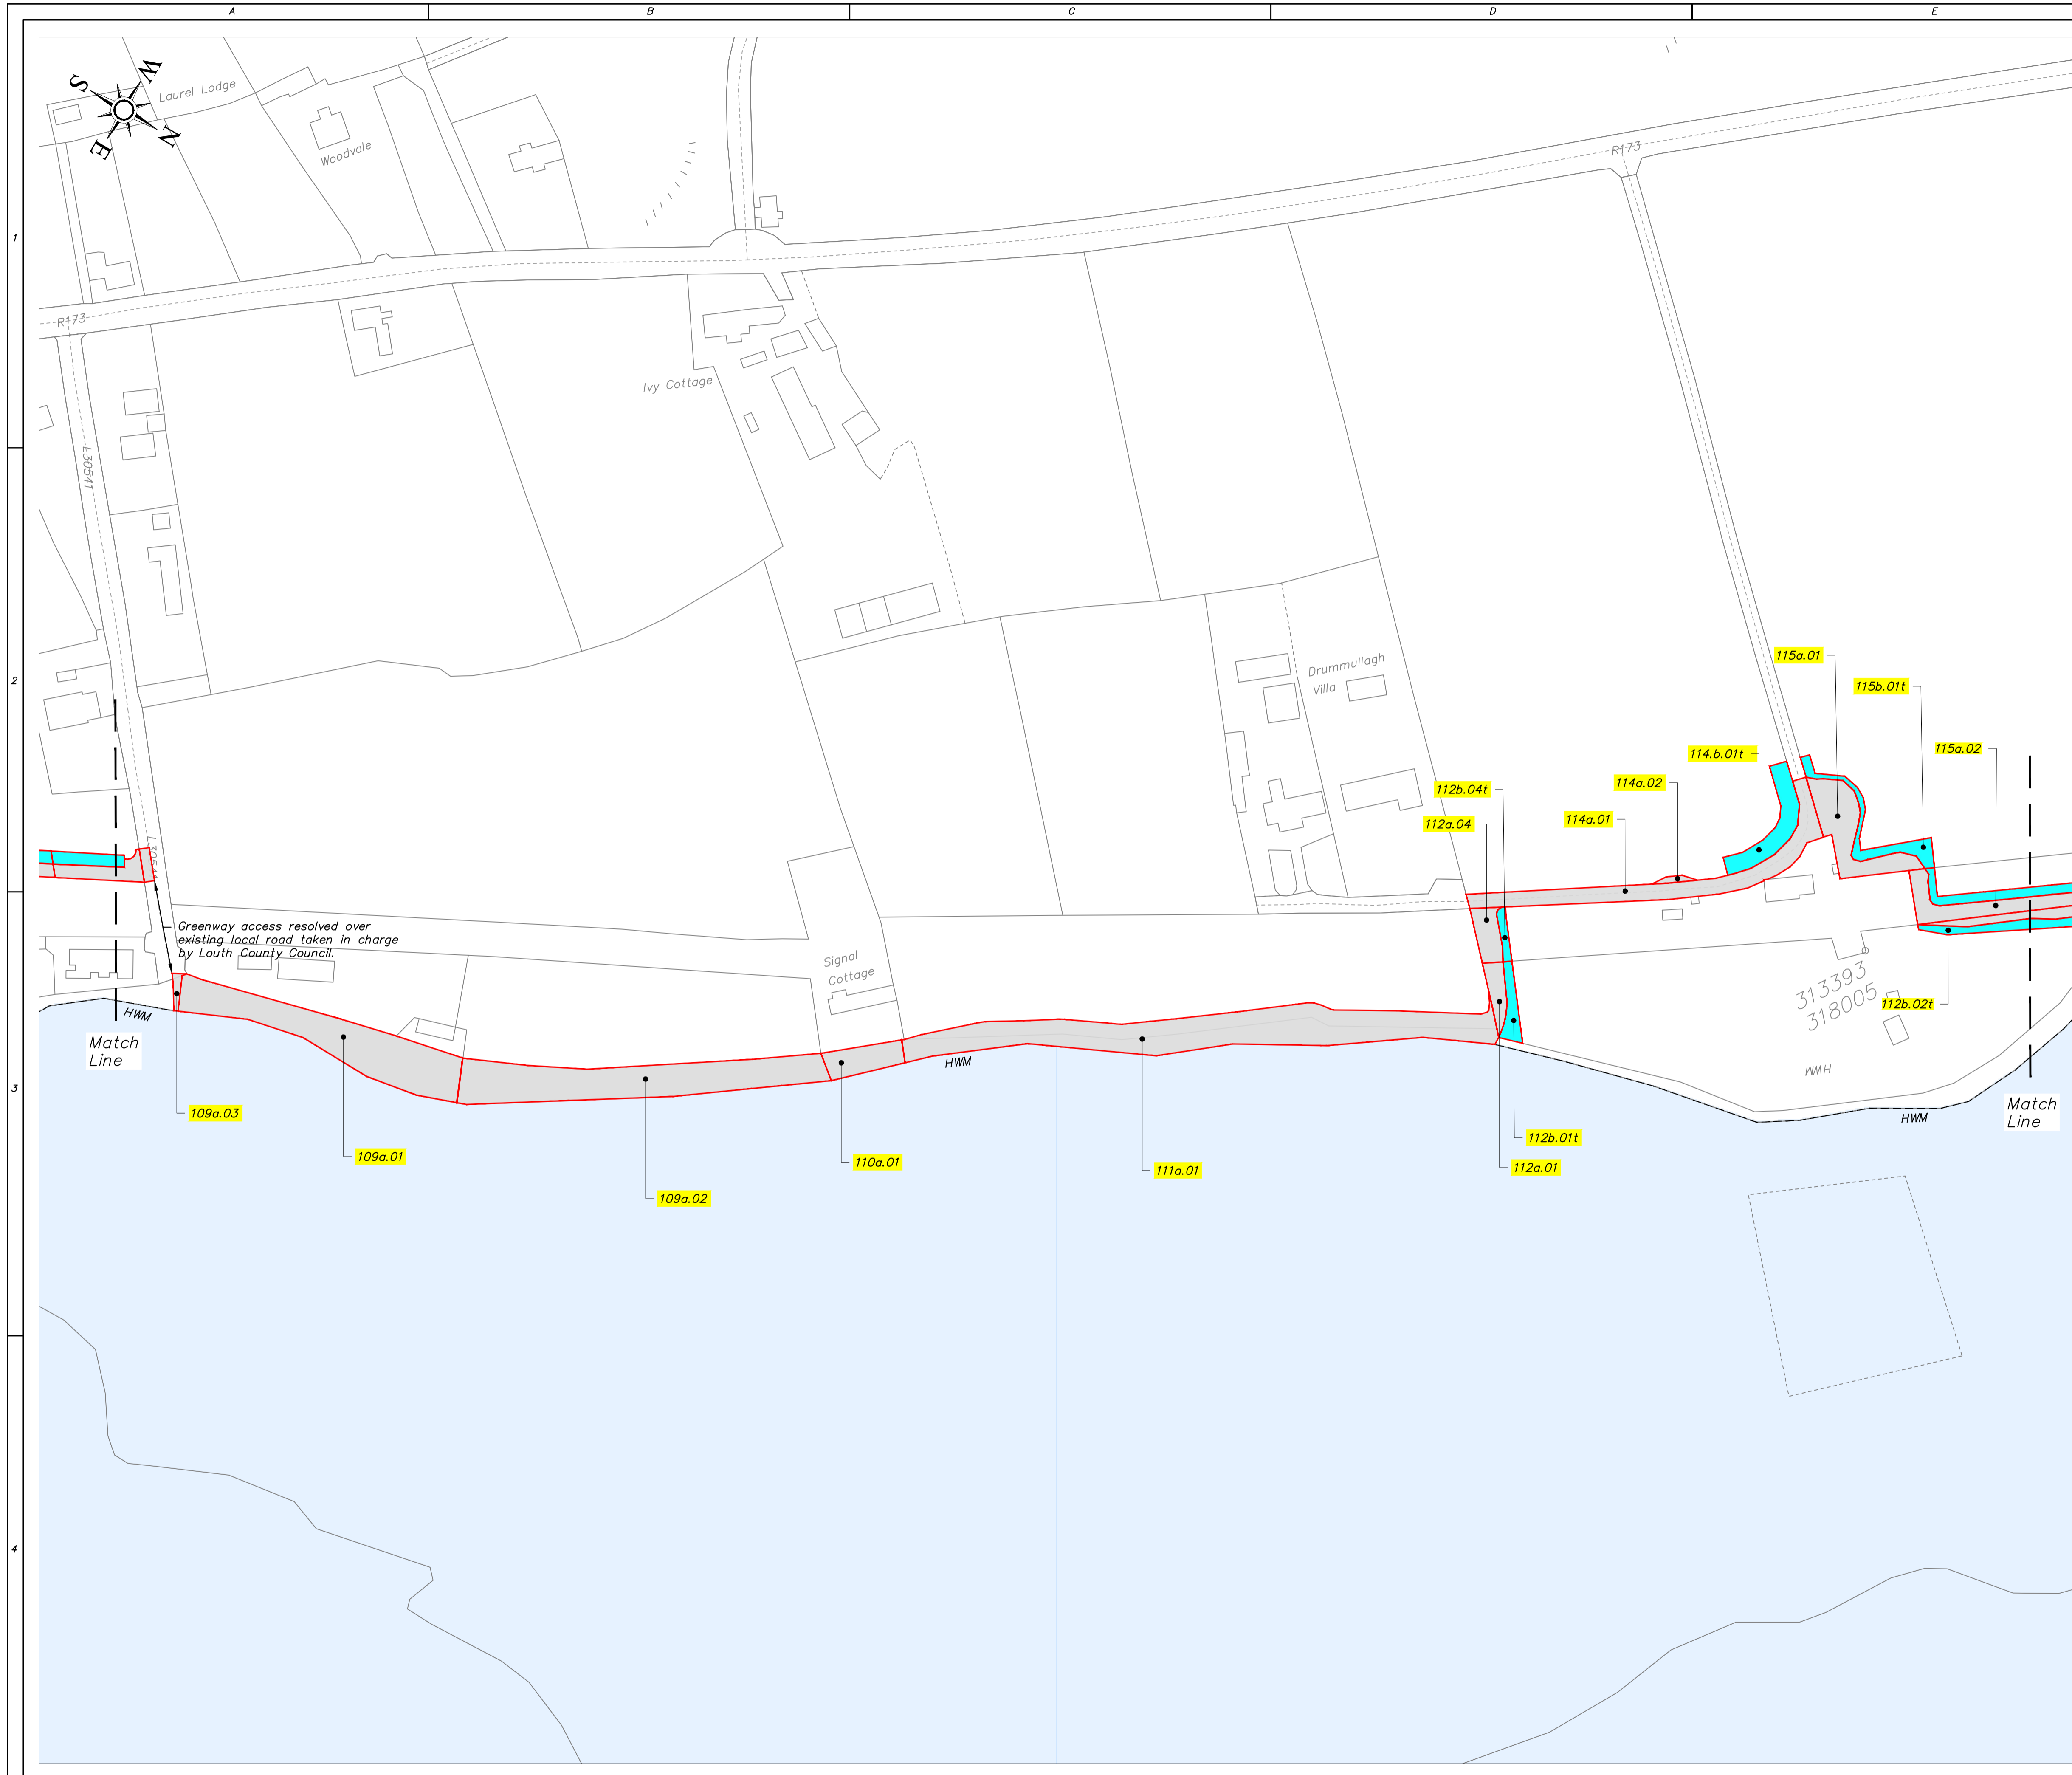 A
B
C
D
E
1
2
3
4
S
W
E
N
Laurel Lodge
Woodvale
R173
R173
L30541
Ivy Cottage
Drummullagh
Villa
115a.01
115b.01t
115a.02
114.b.01t
114a.02
112b.04t
114a.01
112a.04
L30541
Greenway access resolved over
existing local road taken in charge
by Louth County Council.
Signal
Cottage
313393
318005
112b.02t
HWM
Match
Line
HWM
HWM
HWM
Match
Line
109a.03
109a.01
109a.02
110a.01
111a.01
112b.01t
112a.01